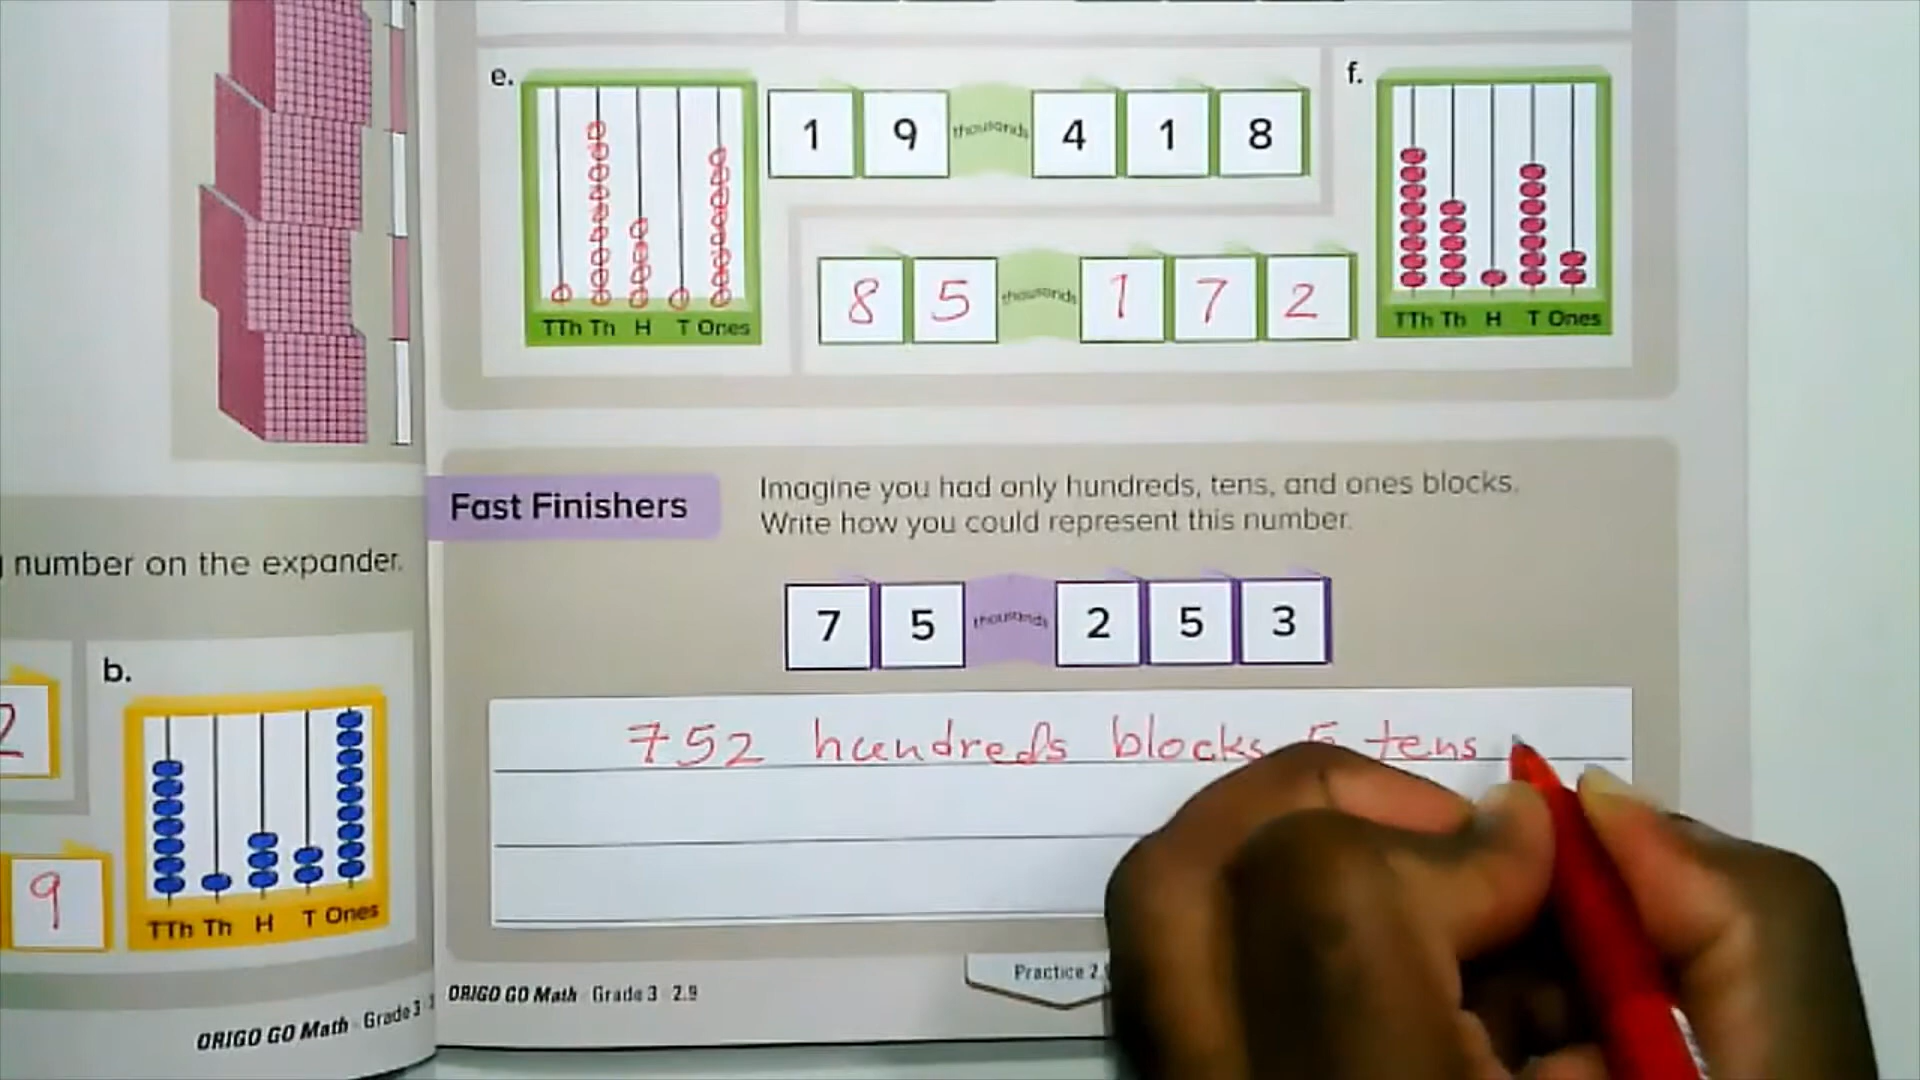 e.
1 9 thousands 4 1 8
f.
8 5 thousands 1 7 2
TTh Th H T Ones
TTh Th H T Ones
Fast Finishers
Imagine you had only hundreds, tens, and ones blocks.
Write how you could represent this number.
number on the expander.
7 5 thousands 2 5 3
b.
2
752 hundreds blocks 5 tens
9
TTh Th H T Ones
Practice 2.
ORIGO GO Math Grade 3 2.9
ORIGO GO Math Grade 3